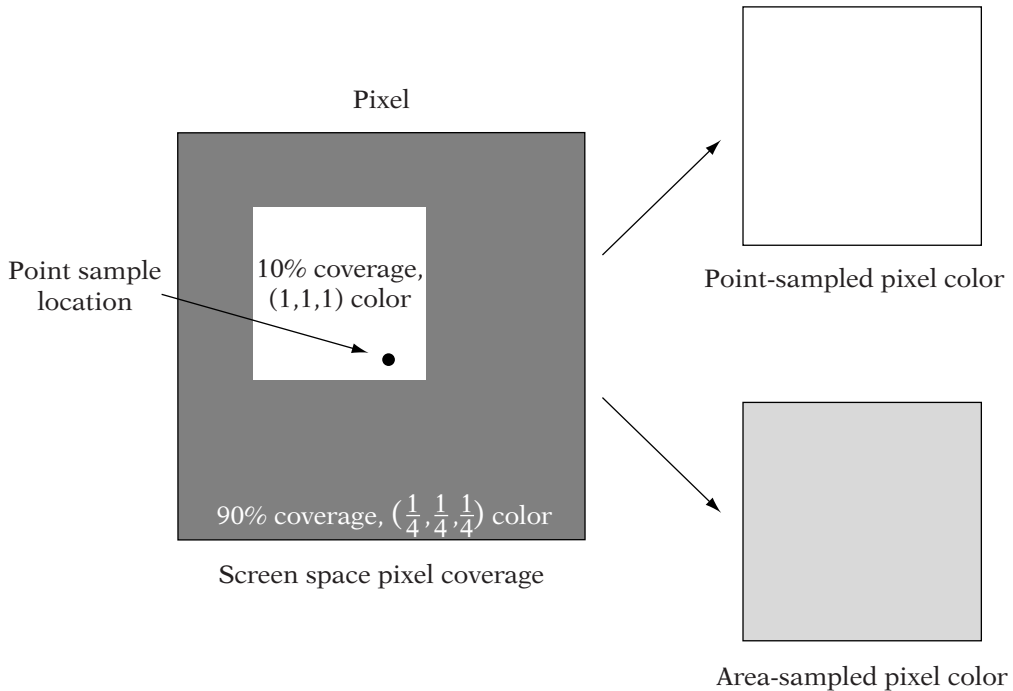 Pixel
Point sample
location
10% coverage,
(1,1,1) color
90% coverage, (1/4,1/4,1/4) color
Screen space pixel coverage
Point-sampled pixel color
Area-sampled pixel color